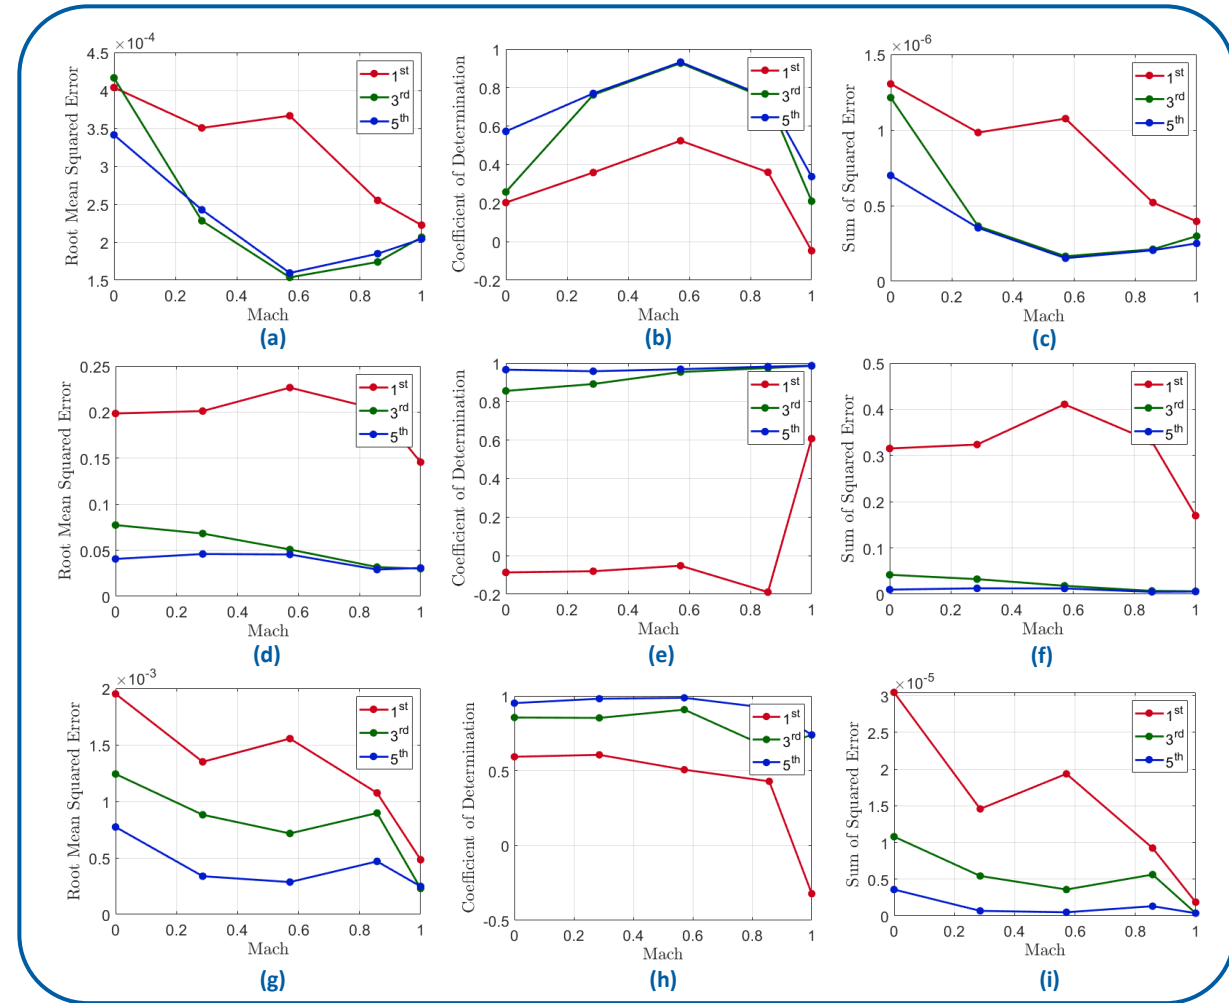 ×10^-4
Root Mean Squared Error
4.5
4
3.5
3
2.5
2
1.5
0 0.2 0.4 0.6 0.8 1
Mach
1st
3rd
5th
(a)
Coefficient of Determination
1
0.8
0.6
0.4
0.2
0
-0.2
0 0.2 0.4 0.6 0.8 1
Mach
1st
3rd
5th
(b)
×10^-6
Sum of Squared Error
1.5
1
0.5
0
0 0.2 0.4 0.6 0.8 1
Mach
1st
3rd
5th
(c)
Root Mean Squared Error
0.25
0.2
0.15
0.1
0.05
0
0 0.2 0.4 0.6 0.8 1
Mach
1st
3rd
5th
(d)
Coefficient of Determination
1
0.8
0.6
0.4
0.2
0
-0.2
0 0.2 0.4 0.6 0.8 1
Mach
1st
3rd
5th
(e)
Sum of Squared Error
0.5
0.4
0.3
0.2
0.1
0
0 0.2 0.4 0.6 0.8 1
Mach
1st
3rd
5th
(f)
×10^-3
Root Mean Squared Error
2
1.5
1
0.5
0
0 0.2 0.4 0.6 0.8 1
Mach
1st
3rd
5th
(g)
Coefficient of Determination
1
0.5
0
-0.5
0 0.2 0.4 0.6 0.8 1
Mach
1st
3rd
5th
(h)
×10^-5
Sum of Squared Error
3
2.5
2
1.5
1
0.5
0
0 0.2 0.4 0.6 0.8 1
Mach
1st
3rd
5th
(i)